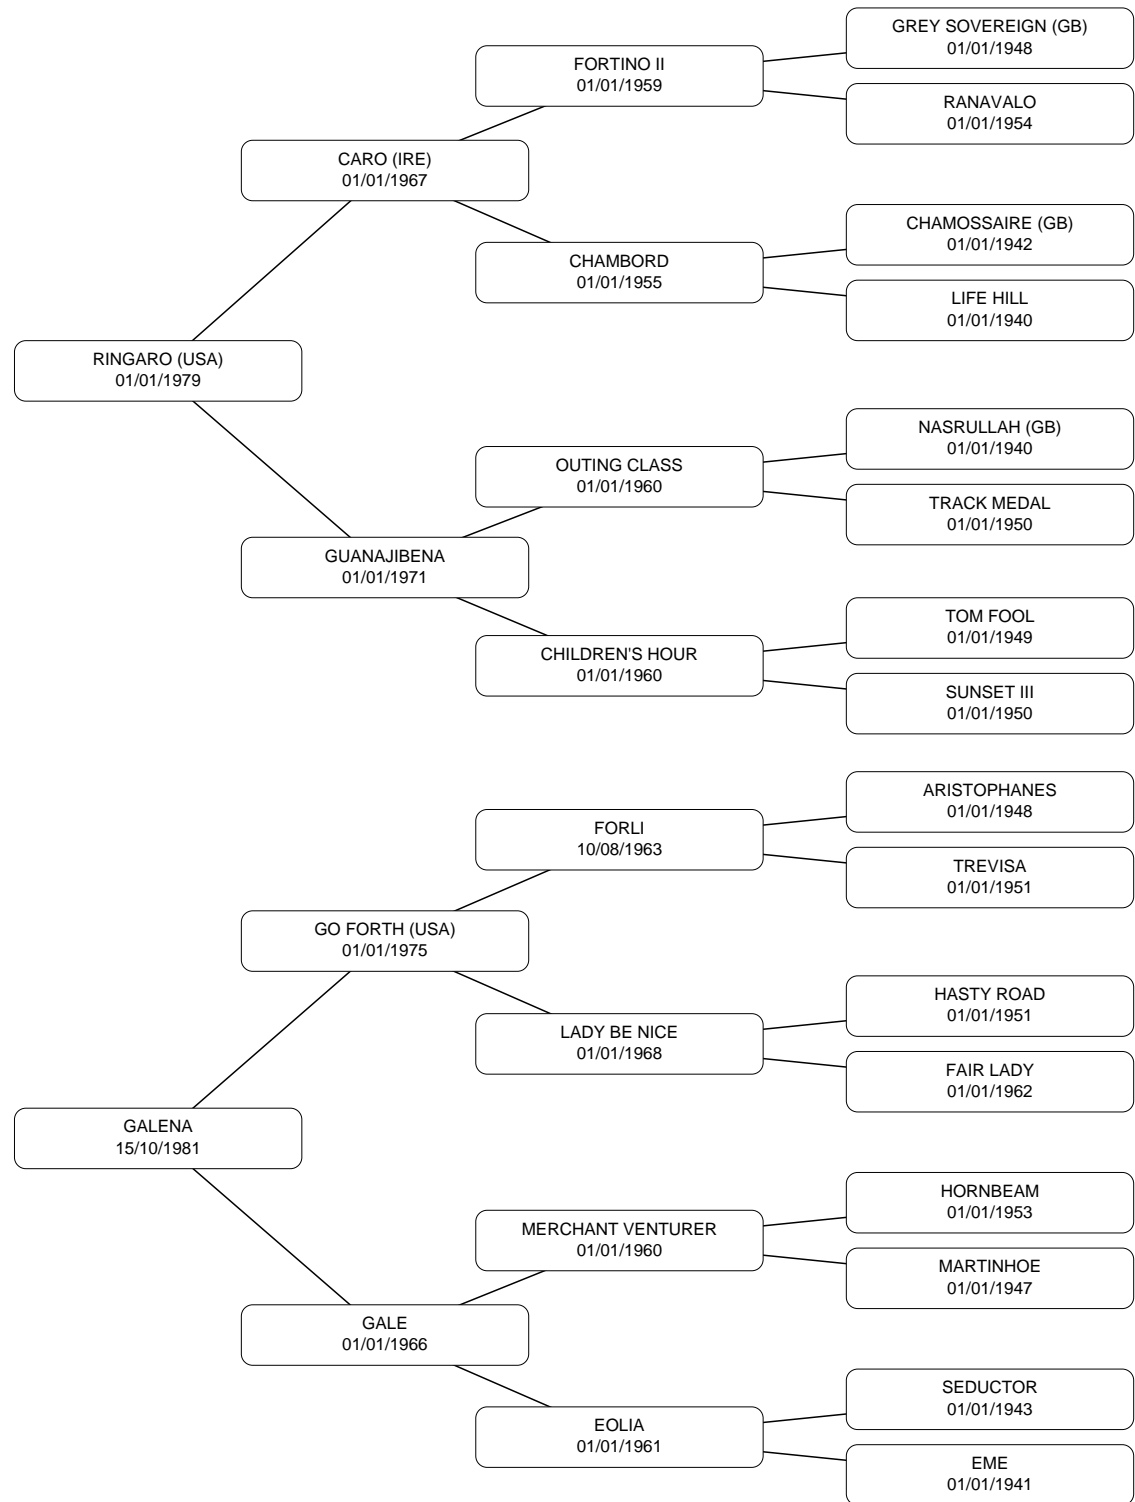 GREY SOVEREIGN (GB)
01/01/1948
FORTINO II
01/01/1959
RANAVALO
01/01/1954
CARO (IRE)
01/01/1967
CHAMOSSAIRE (GB)
01/01/1942
CHAMBORD
01/01/1955
LIFE HILL
01/01/1940
RINGARO (USA)
01/01/1979
NASRULLAH (GB)
01/01/1940
OUTING CLASS
01/01/1960
TRACK MEDAL
01/01/1950
GUANAJIBENA
01/01/1971
TOM FOOL
01/01/1949
CHILDREN'S HOUR
01/01/1960
SUNSET III
01/01/1950
ARISTOPHANES
01/01/1948
FORLI
10/08/1963
TREVISA
01/01/1951
GO FORTH (USA)
01/01/1975
HASTY ROAD
01/01/1951
LADY BE NICE
01/01/1968
FAIR LADY
01/01/1962
GALENA
15/10/1981
HORNBEAM
01/01/1953
MERCHANT VENTURER
01/01/1960
MARTINHOE
01/01/1947
GALE
01/01/1966
SEDUCTOR
01/01/1943
EOLIA
01/01/1961
EME
01/01/1941